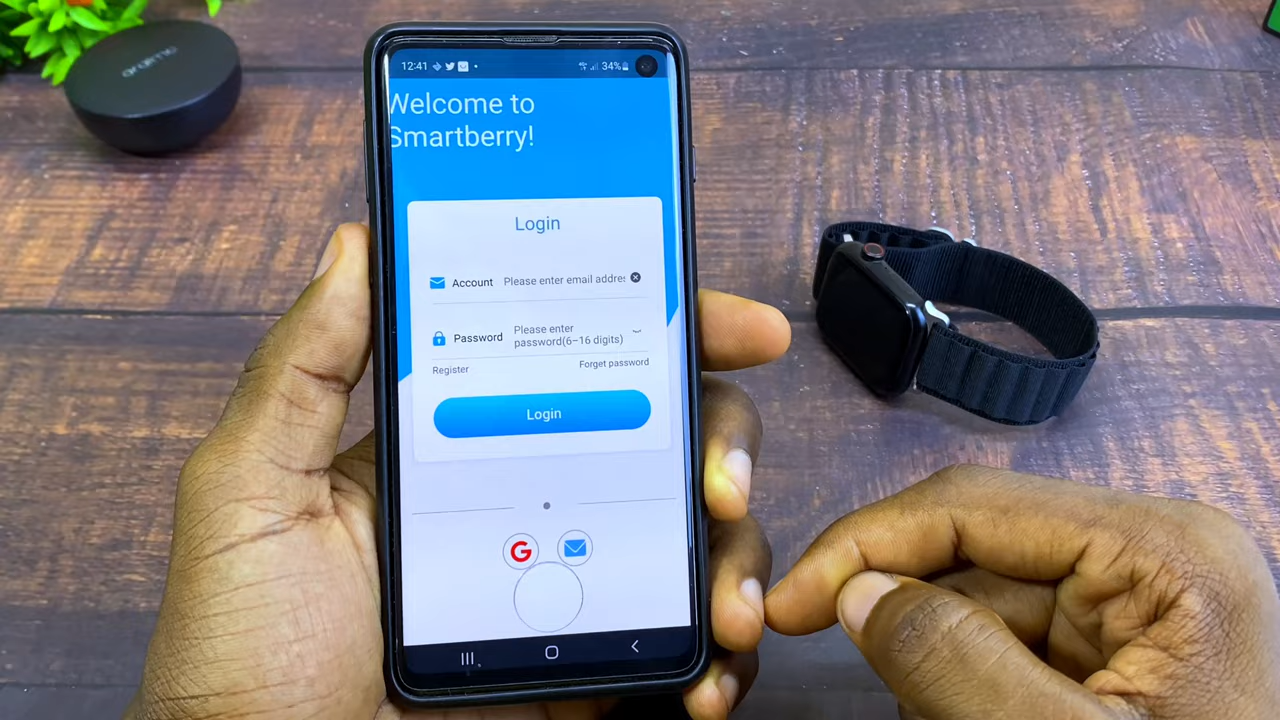 oraimo
12:41
34%
Welcome to
Smartberry!
Login
Account Please enter email addres
Password Please enter
password(6-16 digits)
Register Forget password
Login
G